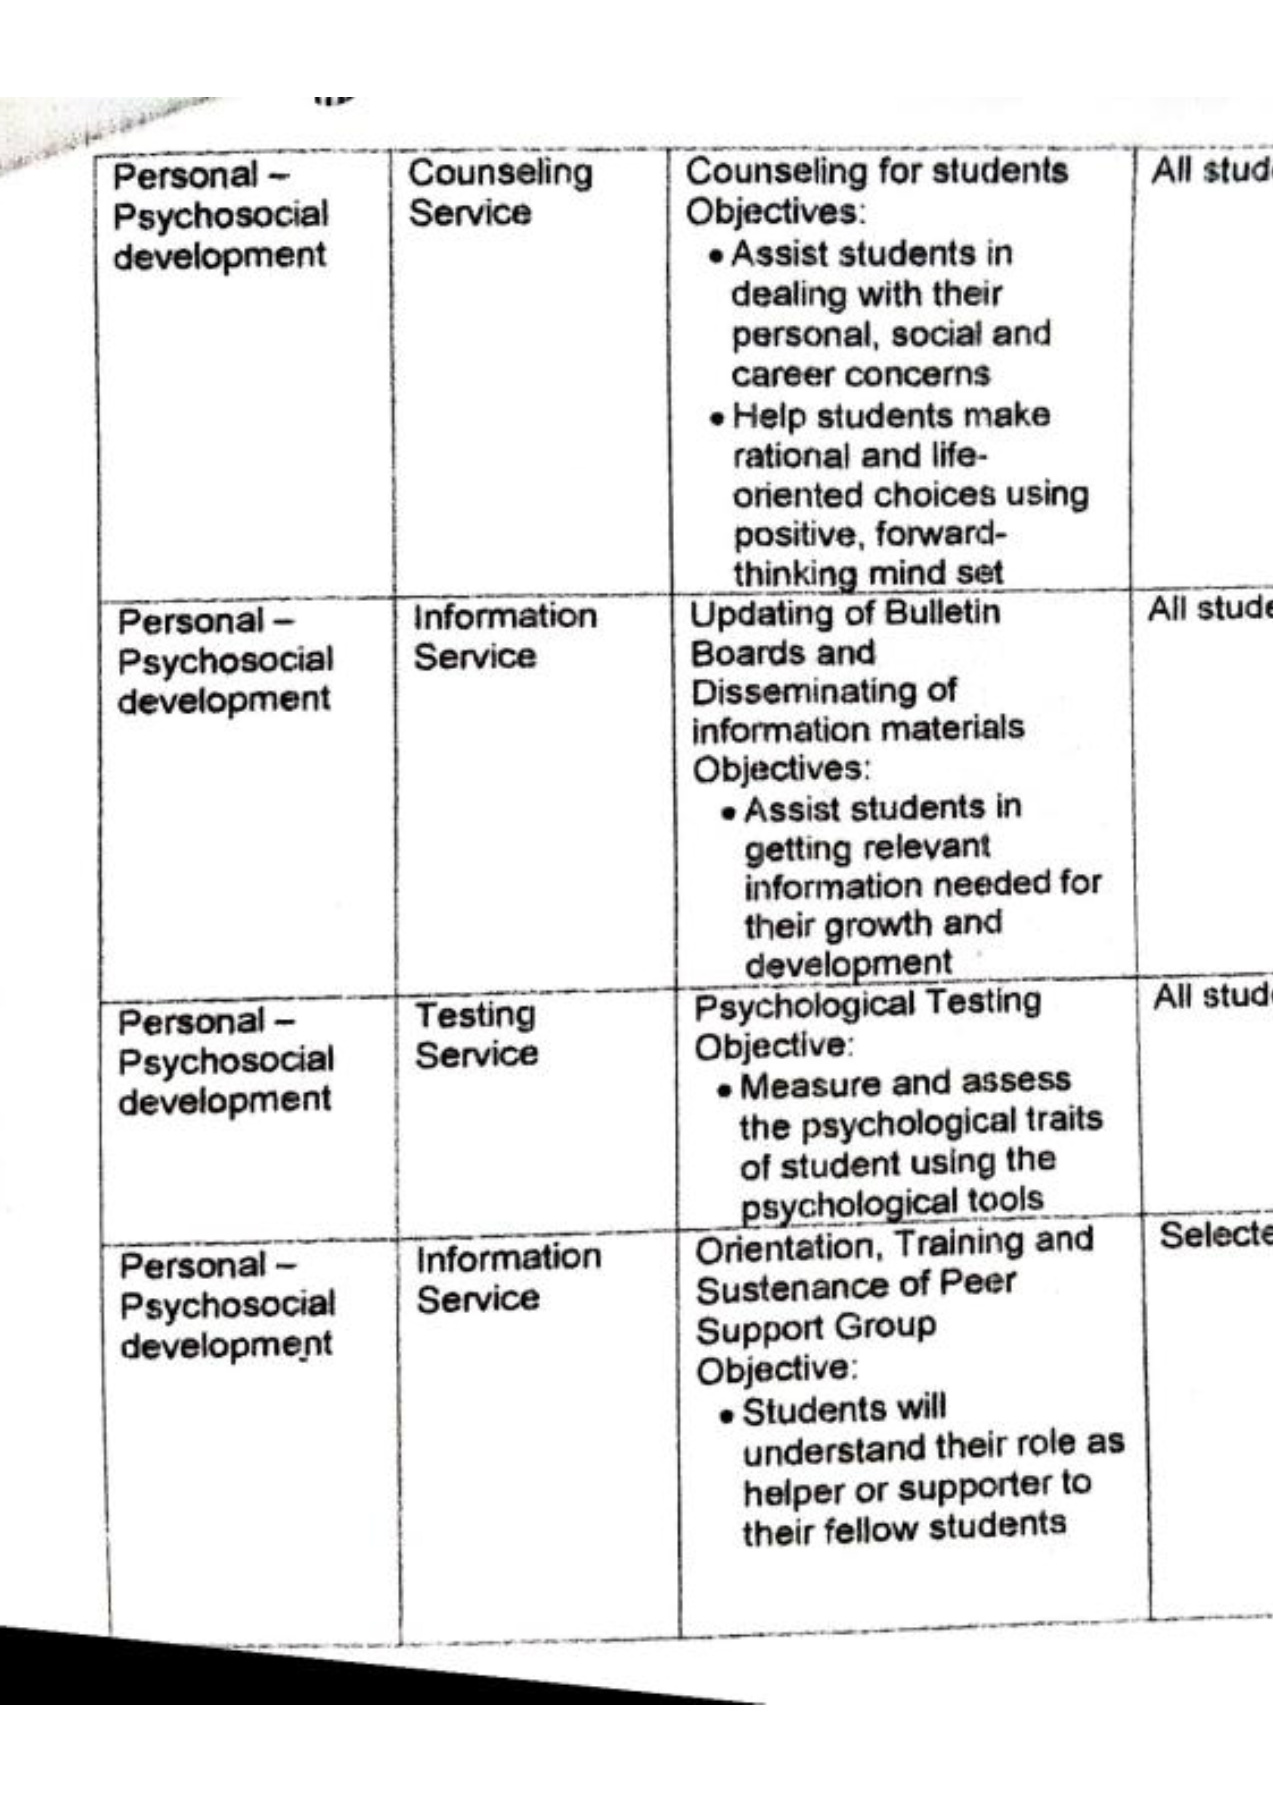 Personal –
Psychosocial
development
Counseling
Service
Counseling for students
Objectives:
• Assist students in
dealing with their
personal, social and
career concerns
• Help students make
rational and life-
oriented choices using
positive, forward-
thinking mind set
All stud
Personal –
Psychosocial
development
Information
Service
Updating of Bulletin
Boards and
Disseminating of
information materials
Objectives:
• Assist students in
getting relevant
information needed for
their growth and
development
All stude
Personal –
Psychosocial
development
Testing
Service
Psychological Testing
Objective:
• Measure and assess
the psychological traits
of student using the
psychological tools
All stud
Personal –
Psychosocial
development
Information
Service
Orientation, Training and
Sustenance of Peer
Support Group
Objective:
• Students will
understand their role as
helper or supporter to
their fellow students
Selecte